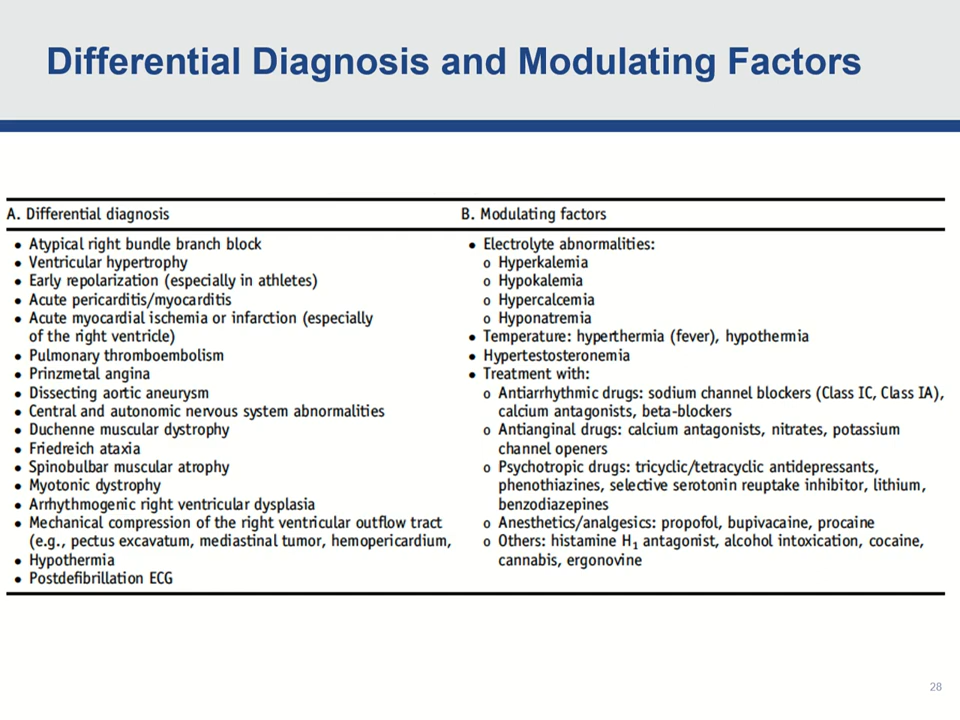 Differential Diagnosis and Modulating Factors
A. Differential diagnosis
• Atypical right bundle branch block
• Ventricular hypertrophy
• Early repolarization (especially in athletes)
• Acute pericarditis/myocarditis
• Acute myocardial ischemia or infarction (especially
of the right ventricle)
• Pulmonary thromboembolism
• Prinzmetal angina
• Dissecting aortic aneurysm
• Central and autonomic nervous system abnormalities
• Duchenne muscular dystrophy
• Friedreich ataxia
• Spinobulbar muscular atrophy
• Myotonic dystrophy
• Arrhythmogenic right ventricular dysplasia
• Mechanical compression of the right ventricular outflow tract
(e.g., pectus excavatum, mediastinal tumor, hemopericardium,
• Hypothermia
• Postdefibrillation ECG
B. Modulating factors
• Electrolyte abnormalities:
o Hyperkalemia
o Hypokalemia
o Hypercalcemia
o Hyponatremia
• Temperature: hyperthermia (fever), hypothermia
• Hypertestosteronemia
• Treatment with:
o Antiarrhythmic drugs: sodium channel blockers (Class IC, Class IA),
calcium antagonists, beta-blockers
o Antianginal drugs: calcium antagonists, nitrates, potassium
channel openers
o Psychotropic drugs: tricyclic/tetracyclic antidepressants,
phenothiazines, selective serotonin reuptake inhibitor, lithium,
benzodiazepines
o Anesthetics/analgesics: propofol, bupivacaine, procaine
o Others: histamine H1 antagonist, alcohol intoxication, cocaine,
cannabis, ergonovine
28